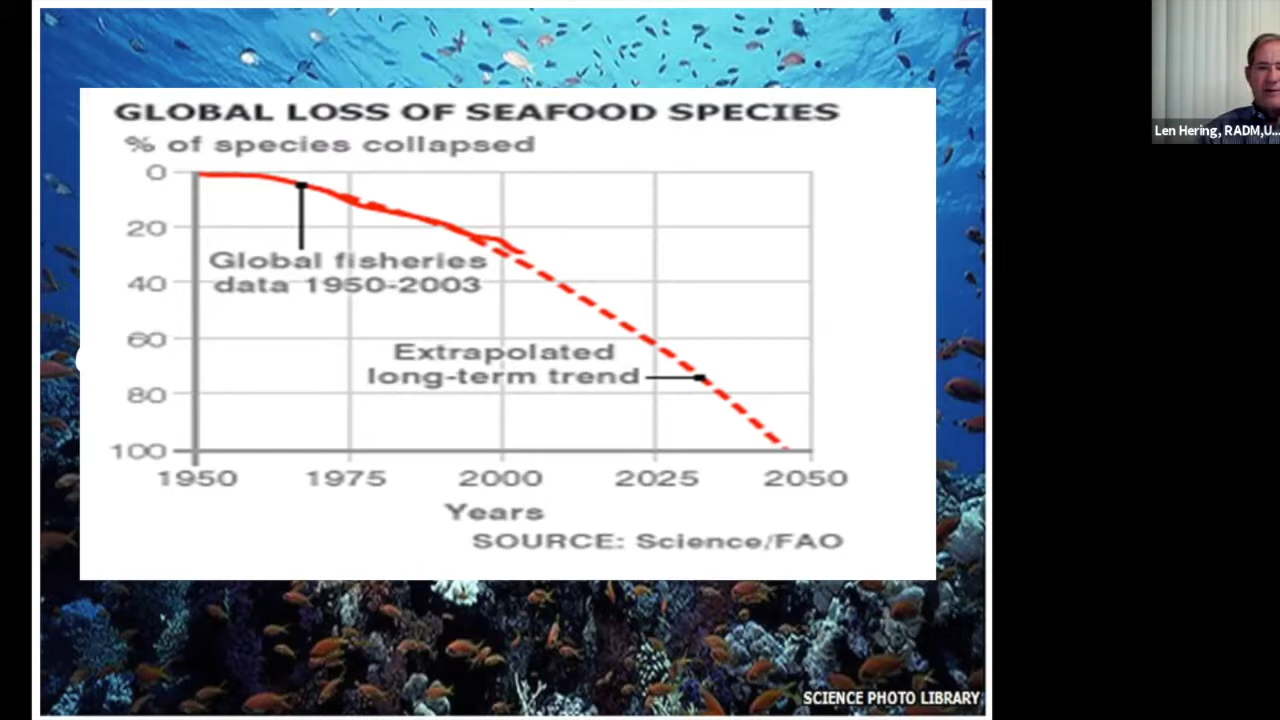 GLOBAL LOSS OF SEAFOOD SPECIES
% of species collapsed
0
20
40
60
80
100
Global fisheries
data 1950-2003
Extrapolated
long-term trend
1950 1975 2000 2025 2050
Years
SOURCE: Science/FAO
SCIENCE PHOTO LIBRARY
Len Hering, RADM,U...